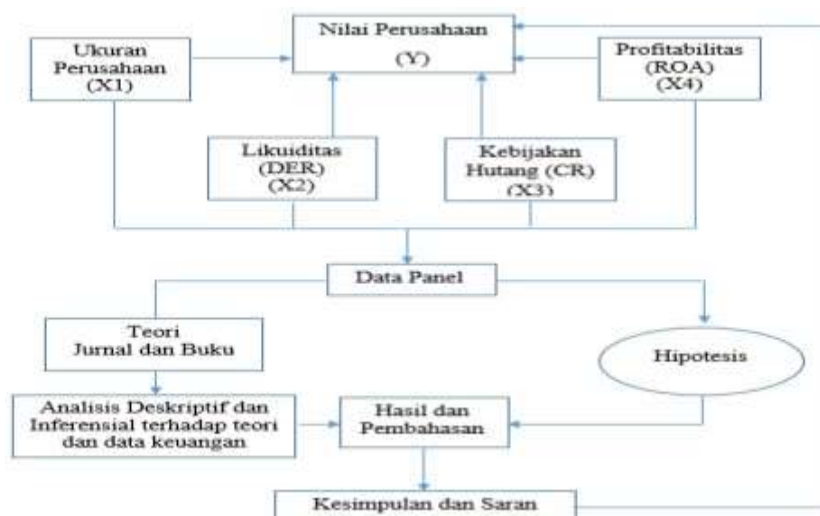 Nilai Perusahaan
(Y)
Ukuran
Perusahaan
(X1)
Profitabilitas
(ROA)
(X4)
Likuiditas
(DER)
(X2)
Kebijakan
Hutang (CR)
(X3)
Data Panel
Teori
Jurnal dan Buku
Hipotesis
Analisis Deskriptif dan
Inferensial terhadap teori
dan data keuangan
Hasil dan
Pembahasan
Kesimpulan dan Saran